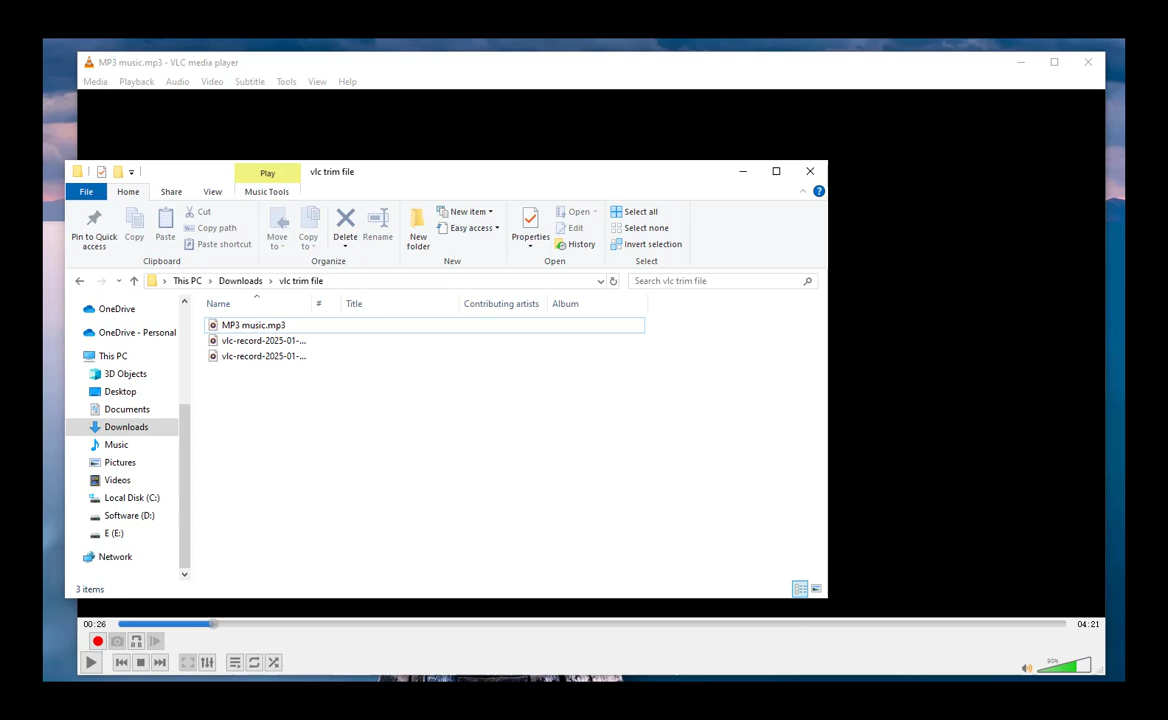 MP3 music.mp3 - VLC media player
Media Playback Audio Video Subtitle Tools View Help
Play vlc trim file
File Home Share View Music Tools
Pin to Quick access
Copy
Paste
Cut
Copy path
Paste shortcut
Move to
Copy to
Delete
Rename
New folder
New item
Easy access
Properties
Open
Edit
History
Select all
Select none
Invert selection
Clipboard Organize New Open Select
This PC > Downloads > vlc trim file
Search vlc trim file
Name # Title Contributing artists Album
MP3 music.mp3
vlc-record-2025-01-...
vlc-record-2025-01-...
OneDrive
OneDrive - Personal
This PC
3D Objects
Desktop
Documents
Downloads
Music
Pictures
Videos
Local Disk (C:)
Software (D:)
E (E:)
Network
3 items
00:26 04:21
90%